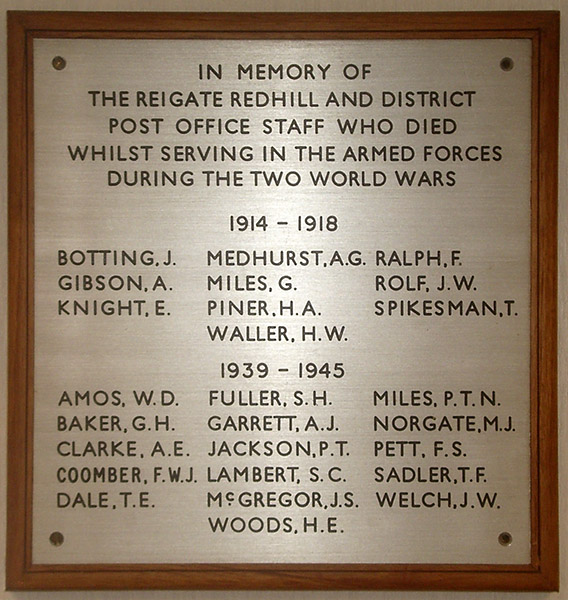 IN MEMORY OF
THE REIGATE REDHILL AND DISTRICT
POST OFFICE STAFF WHO DIED
WHILST SERVING IN THE ARMED FORCES
DURING THE TWO WORLD WARS
1914 - 1918
BOTTING, J. MEDHURST, A.G. RALPH, F.
GIBSON, A. MILES, G. ROLF, J.W.
KNIGHT, E. PINER, H.A. SPIKESMAN, T.
WALLER, H.W.
1939 - 1945
AMOS, W.D. FULLER, S.H. MILES, P.T.N.
BAKER, G.H. GARRETT, A.J. NORGATE, M.J.
CLARKE, A.E. JACKSON, P.T. PETT, F.S.
COOMBER, F.W.J. LAMBERT, S.C. SADLER, T.F.
DALE, T.E. McGREGOR, J.S. WELCH, J.W.
WOODS, H.E.